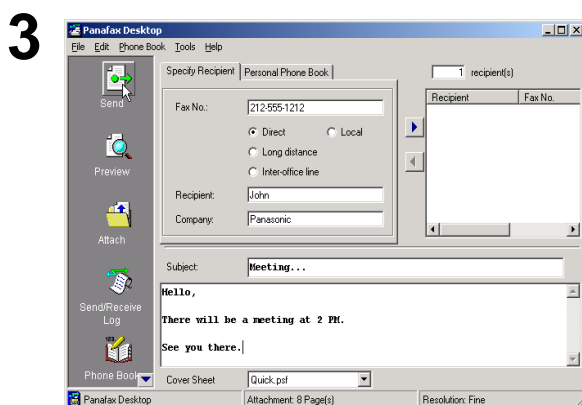 3
Panafax Desktop
File Edit Phone Book Tools Help
Send
Preview
Attach
Send/Receive
Log
Phone Book
Specify Recipient Personal Phone Book
Fax No.: 212-555-1212
Direct Local
Long distance
Inter-office line
Recipient: John
Company: Panasonic
1 recipient(s)
Recipient Fax No.
Subject: Meeting...
Hello,
There will be a meeting at 2 PM.
See you there.
Cover Sheet Quick.psf
Panafax Desktop Attachment: 8 Page(s) Resolution: Fine